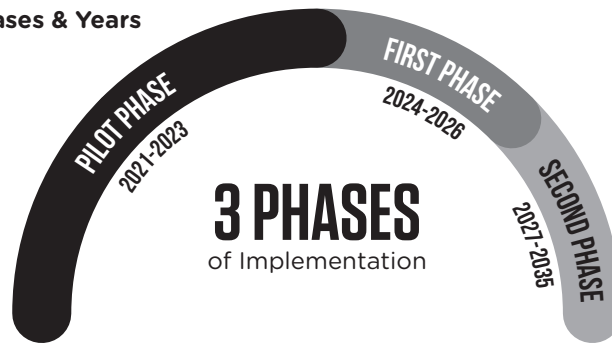 ases & Years
PILOT PHASE
2021-2023
FIRST PHASE
2024-2026
SECOND PHASE
2027-2035
3 PHASES
of Implementation